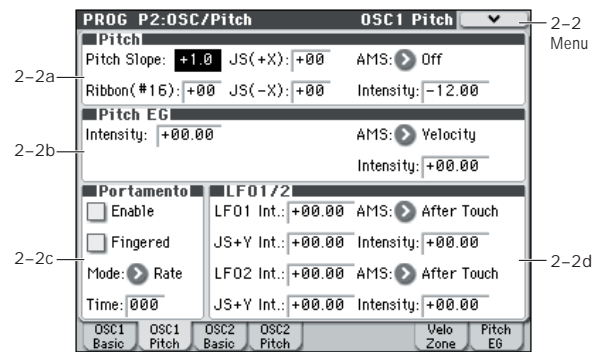 PROG P2:OSC/Pitch OSC1 Pitch
2-2
Menu
Pitch
Pitch Slope: +1.0 JS(+X): +00 AMS: Off
2-2a
Ribbon(#16): +00 JS(-X): +00 Intensity: -12.00
Pitch EG
Intensity: +00.00 AMS: Velocity
2-2b
Intensity: +00.00
Portamento LFO1/2
Enable LFO1 Int.: +00.00 AMS: After Touch
Fingered JS+Y Int.: +00.00 Intensity: +00.00
2-2c
2-2d
Mode: Rate LFO2 Int.: +00.00 AMS: After Touch
Time: 000 JS+Y Int.: +00.00 Intensity: +00.00
OSC1 Basic OSC1 Pitch OSC2 Basic OSC2 Pitch Velo Zone Pitch EG